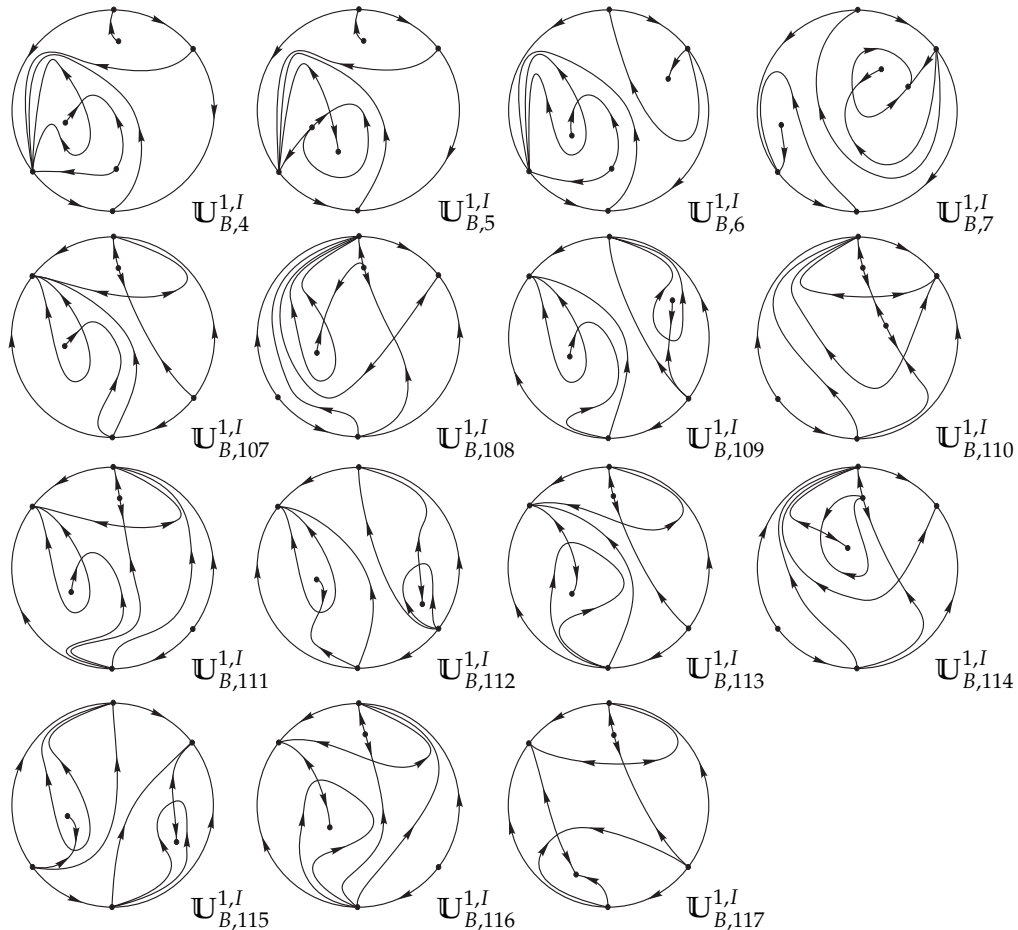 𝕌^{1,I}_{B,4} 𝕌^{1,I}_{B,5} 𝕌^{1,I}_{B,6} 𝕌^{1,I}_{B,7}
𝕌^{1,I}_{B,107} 𝕌^{1,I}_{B,108} 𝕌^{1,I}_{B,109} 𝕌^{1,I}_{B,110}
𝕌^{1,I}_{B,111} 𝕌^{1,I}_{B,112} 𝕌^{1,I}_{B,113} 𝕌^{1,I}_{B,114}
𝕌^{1,I}_{B,115} 𝕌^{1,I}_{B,116} 𝕌^{1,I}_{B,117}